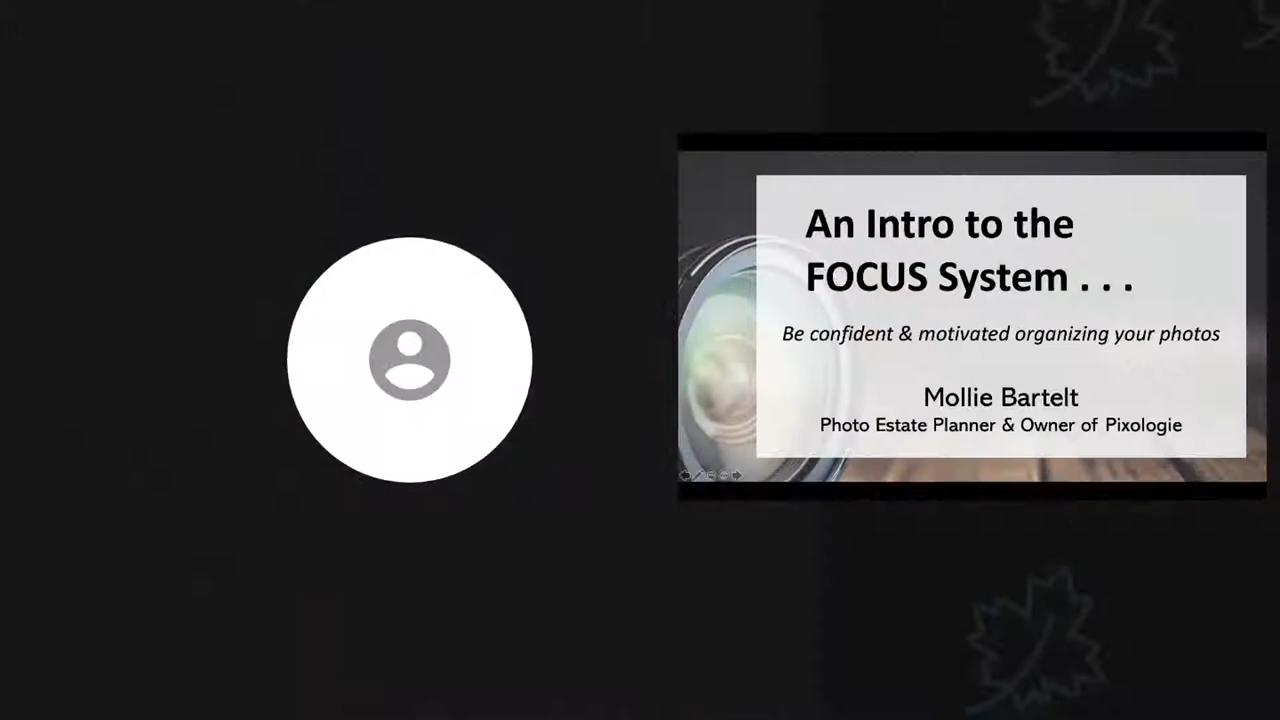 An Intro to the
FOCUS System . . .
Be confident & motivated organizing your photos
Mollie Bartelt
Photo Estate Planner & Owner of Pixologie